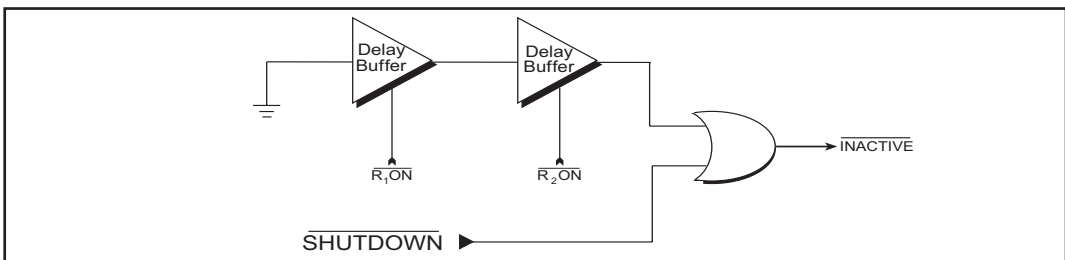 Delay
Buffer
Delay
Buffer
INACTIVE
R₁ON
R₂ON
SHUTDOWN